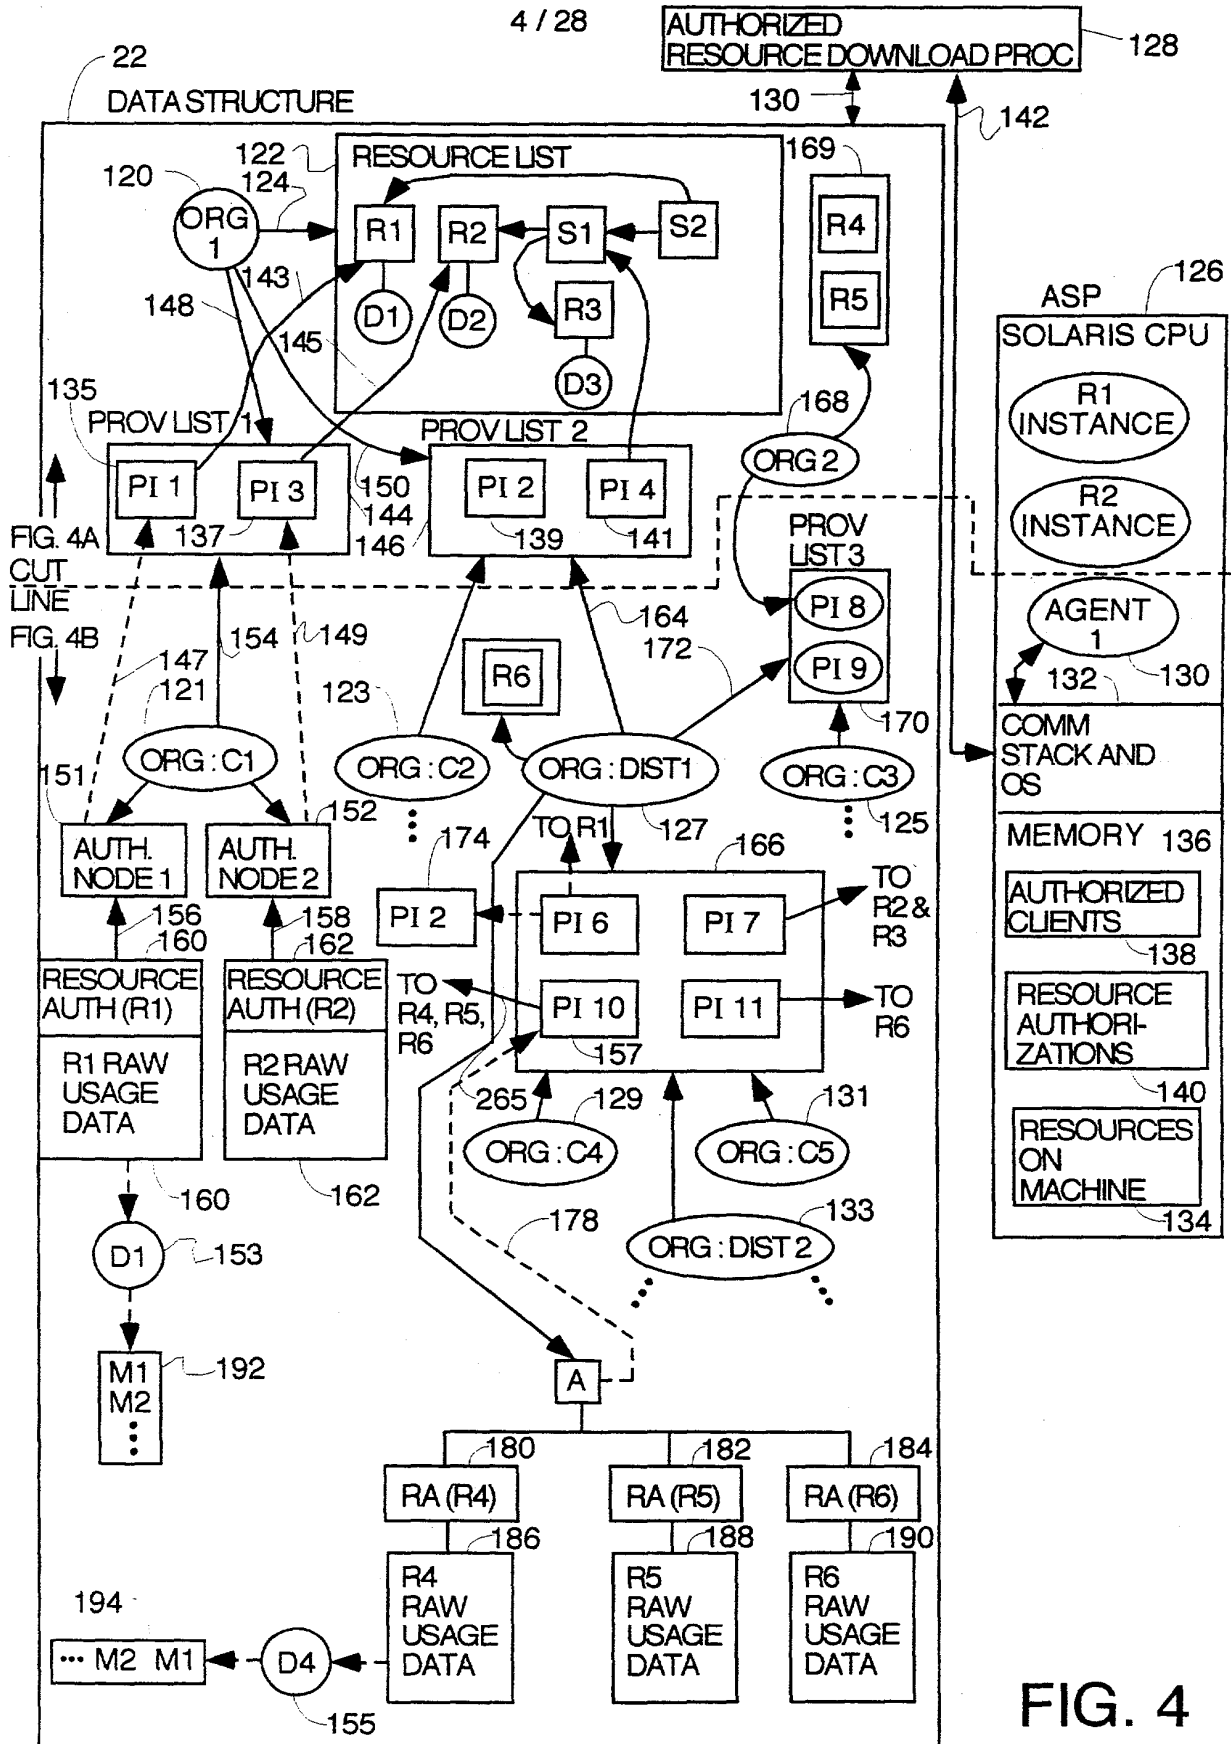 4 / 28
AUTHORIZED
RESOURCE DOWNLOAD PROC
128
22
DATA STRUCTURE
130
142
122
RESOURCE LIST
169
120
124
ORG
1
R1
R2
S1
S2
R4
R5
143
148
D1
D2
R3
D3
145
126
ASP
SOLARIS CPU
R1
INSTANCE
R2
INSTANCE
135
PROV LIST 1
PROV LIST 2
168
ORG 2
PI 1
PI 3
150
144
PI 2
PI 4
137
146
139
141
PROV
LIST 3
FIG. 4A
CUT
LINE
FIG. 4B
PI 8
PI 9
AGENT
1
164
172
154
149
147
R6
132
130
121
123
170
ORG : C1
ORG : C2
ORG : DIST1
ORG : C3
COMM
STACK AND
OS
151
152
127
125
TO R1
174
166
AUTH.
NODE 1
AUTH.
NODE 2
MEMORY
136
AUTHORIZED
CLIENTS
138
PI 2
PI 6
PI 7
TO
R2 &
R3
156
158
160
162
RESOURCE
AUTH (R1)
RESOURCE
AUTH (R2)
TO
R4, R5,
R6
PI 10
PI 11
TO
R6
157
RESOURCE
AUTHORI-
ZATIONS
140
R1 RAW
USAGE
DATA
R2 RAW
USAGE
DATA
265
129
131
ORG : C4
ORG : C5
RESOURCES
ON
MACHINE
134
160
162
178
133
ORG : DIST 2
D1
153
M1
M2
192
A
180
182
184
RA (R4)
RA (R5)
RA (R6)
186
188
190
R4
RAW
USAGE
DATA
R5
RAW
USAGE
DATA
R6
RAW
USAGE
DATA
194
··· M2 M1
D4
155
FIG. 4